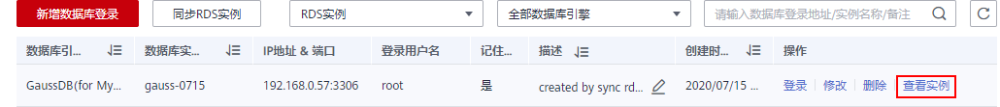 新增数据库登录 同步RDS实例 RDS实例 全部数据库引擎 请输入数据库登录地址/实例名称/备注
数据库引... 数据库实... IP地址 & 端口 登录用户名 记住... 描述 创建时... 操作
GaussDB(for My... gauss-0715 192.168.0.57:3306 root 是 created by sync rd... 2020/07/15 ... 登录 修改 删除 查看实例